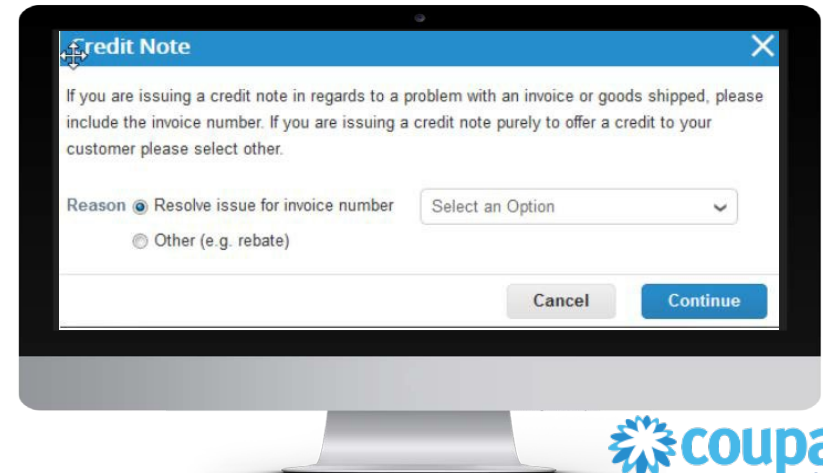 Credit Note
If you are issuing a credit note in regards to a problem with an invoice or goods shipped, please
include the invoice number. If you are issuing a credit note purely to offer a credit to your
customer please select other.
Reason Resolve issue for invoice number Select an Option
Other (e.g. rebate)
Cancel Continue
coupa